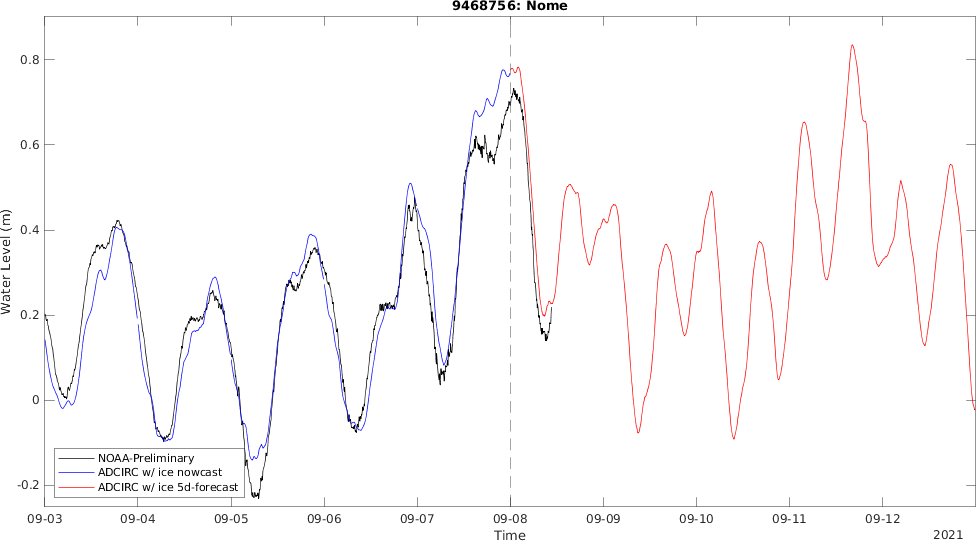 9468756: Nome
Water Level (m)
0.8
0.6
0.4
0.2
0
-0.2
NOAA-Preliminary
ADCIRC w/ ice nowcast
ADCIRC w/ ice 5d-forecast
09-03 09-04 09-05 09-06 09-07 09-08 09-09 09-10 09-11 09-12
Time
2021